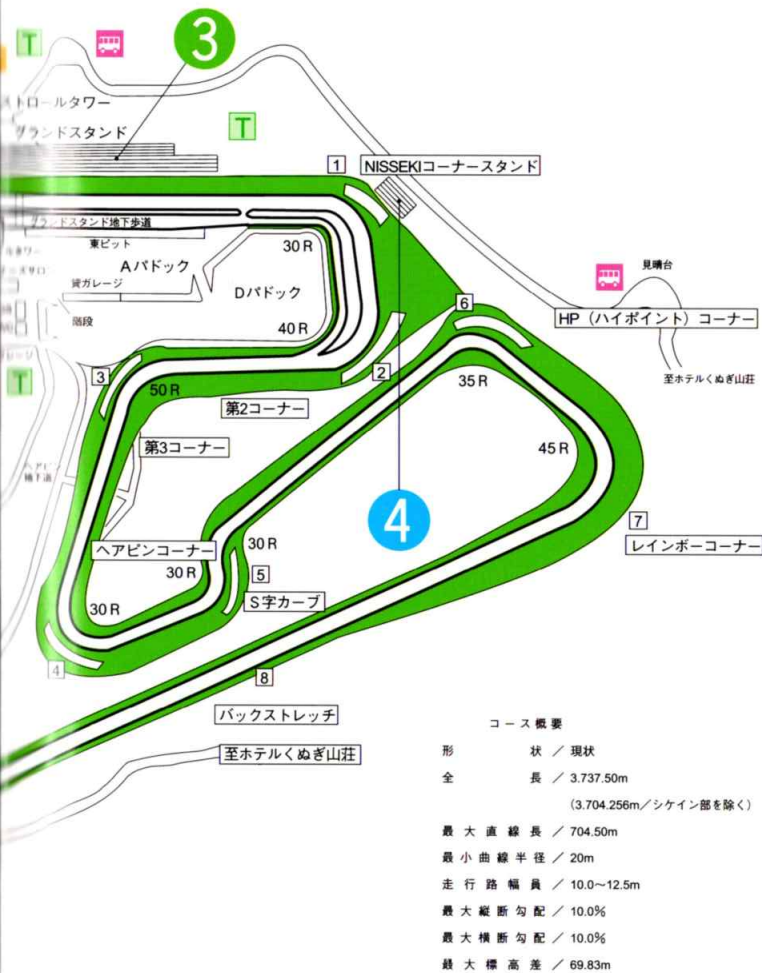 T
3
ストロールタワー
グランドスタンド
T
1
NISSEKIコーナースタンド
グランドスタンド地下歩道
東ピット
30R
Aパドック
貸ガレージ
Dパドック
階段
40R
見晴台
6
HP（ハイポイント）コーナー
至ホテルくぬぎ山荘
T
3
50R
2
35R
第2コーナー
第3コーナー
45R
4
7
レインボーコーナー
ヘアピンコーナー
30R
30R
5
S字カーブ
30R
4
8
バックストレッチ
至ホテルくぬぎ山荘
コース概要
形状／現状
全長／3.737.50m
（3.704.256m／シケイン部を除く）
最大直線長／704.50m
最小曲線半径／20m
走行路幅員／10.0〜12.5m
最大縦断勾配／10.0％
最大横断勾配／10.0％
最大標高差／69.83m